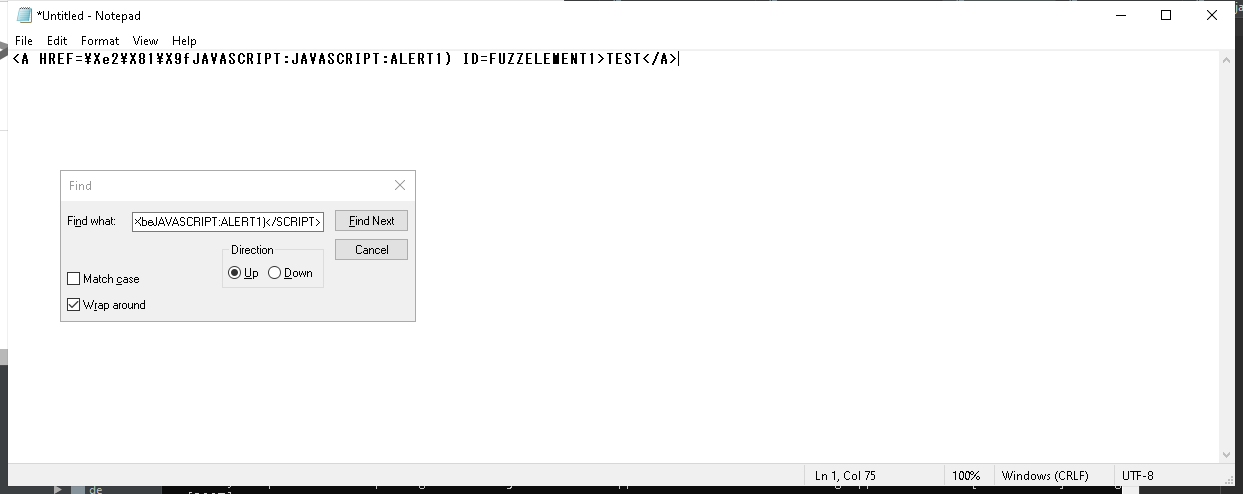 *Untitled - Notepad
File Edit Format View Help
<A HREF=¥Xe2¥X81¥X9fJAVASCRIPT:JAVASCRIPT:ALERT1) ID=FUZZELEMENT1>TEST</A>
Find
Find what: XbeJAVASCRIPT:ALERT1)</SCRIPT> Find Next
Direction Cancel
Up Down
Match case
Wrap around
Ln 1, Col 75 100% Windows (CRLF) UTF-8
de